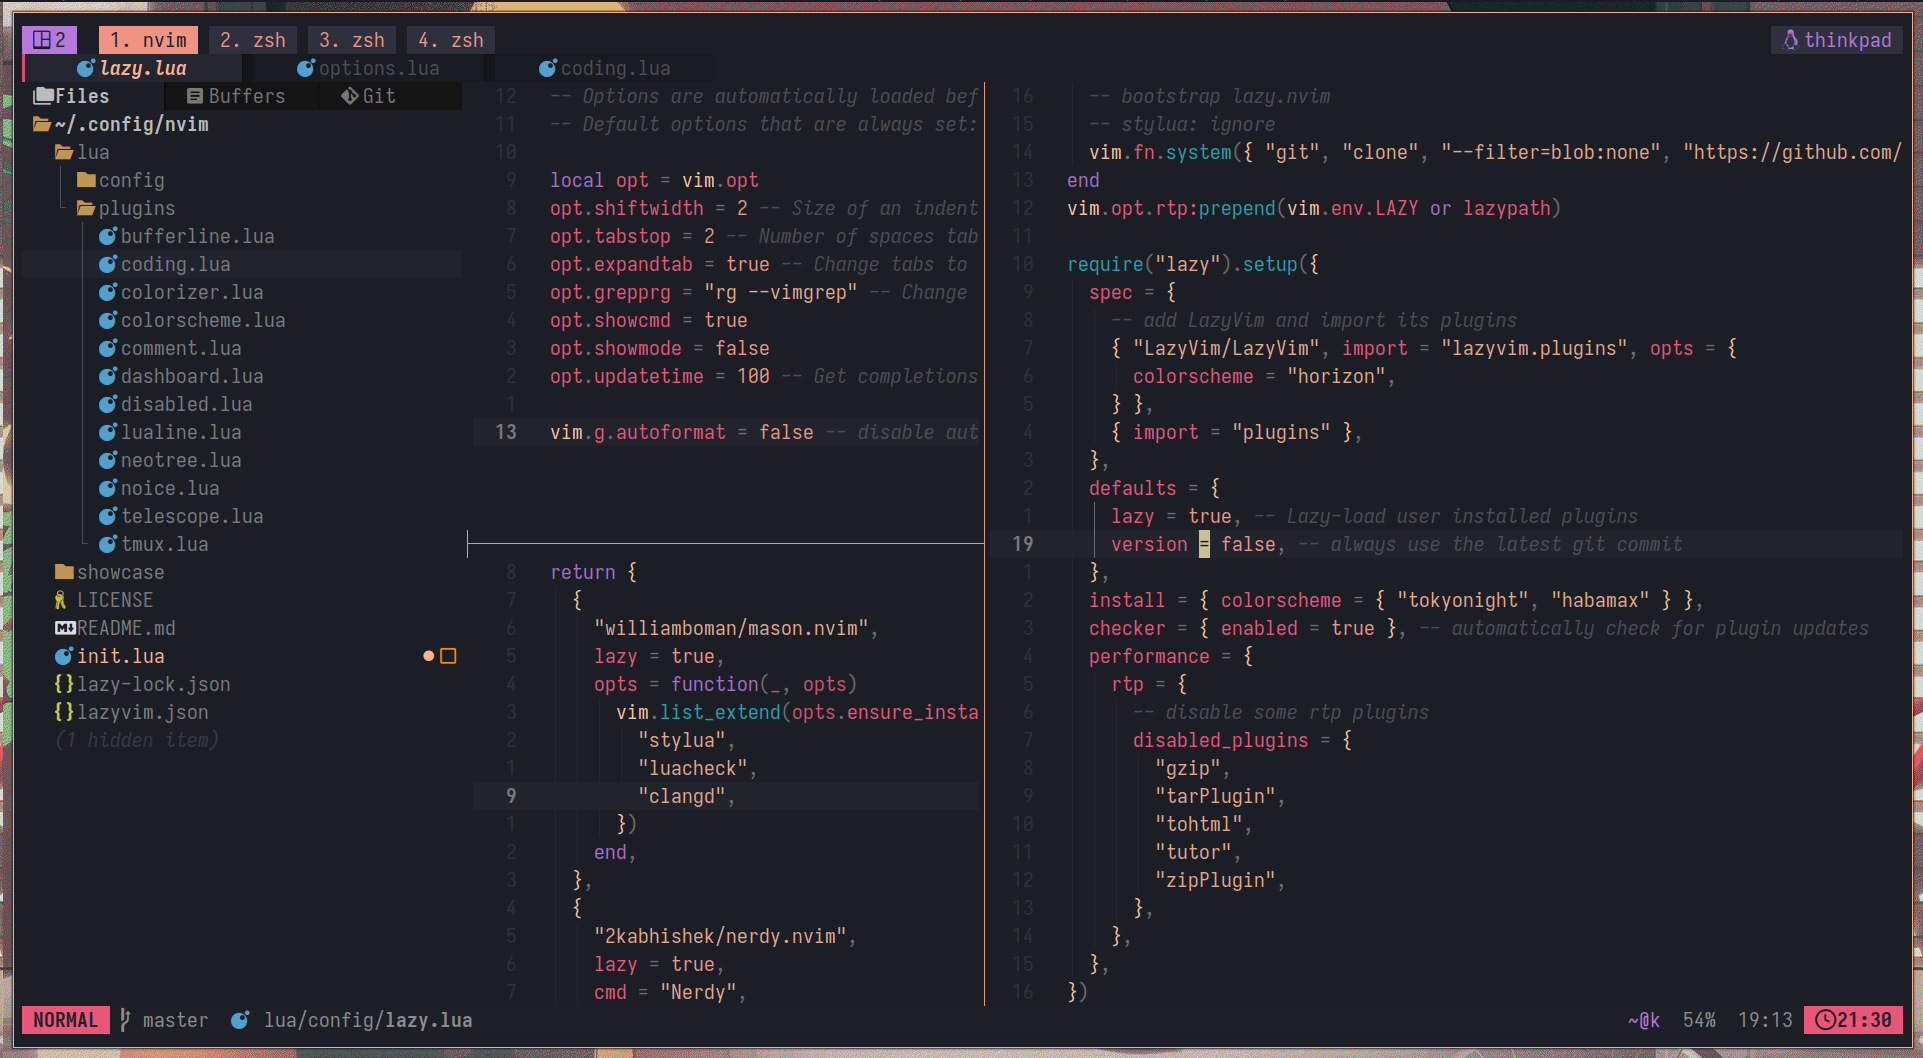 2 1. nvim 2. zsh 3. zsh 4. zsh thinkpad
lazy.lua options.lua coding.lua
Files Buffers Git
~/.config/nvim
lua
config
plugins
bufferline.lua
coding.lua
colorizer.lua
colorscheme.lua
comment.lua
dashboard.lua
disabled.lua
lualine.lua
neotree.lua
noice.lua
telescope.lua
tmux.lua
showcase
LICENSE
README.md
init.lua
{} lazy-lock.json
{} lazyvim.json
(1 hidden item)
12 -- Options are automatically loaded bef
11 -- Default options that are always set:
10
9 local opt = vim.opt
8 opt.shiftwidth = 2 -- Size of an indent
7 opt.tabstop = 2 -- Number of spaces tab
6 opt.expandtab = true -- Change tabs to
5 opt.grepprg = "rg --vimgrep" -- Change
4 opt.showcmd = true
3 opt.showmode = false
2 opt.updatetime = 100 -- Get completions
1
13 vim.g.autoformat = false -- disable aut
8 return {
7 {
6 "williamboman/mason.nvim",
5 lazy = true,
4 opts = function(_, opts)
3 vim.list_extend(opts.ensure_insta
2 "stylua",
1 "luacheck",
9 "clangd",
1 })
2 end,
3 },
4 {
5 "2kabhishek/nerdy.nvim",
6 lazy = true,
7 cmd = "Nerdy",
16 -- bootstrap lazy.nvim
15 -- stylua: ignore
14 vim.fn.system({ "git", "clone", "--filter=blob:none", "https://github.com/
13 end
12 vim.opt.rtp:prepend(vim.env.LAZY or lazypath)
11
10 require("lazy").setup({
9 spec = {
8 -- add LazyVim and import its plugins
7 { "LazyVim/LazyVim", import = "lazyvim.plugins", opts = {
6 colorscheme = "horizon",
5 } },
4 { import = "plugins" },
3 },
2 defaults = {
1 lazy = true, -- Lazy-load user installed plugins
19 version = false, -- always use the latest git commit
1 },
2 install = { colorscheme = { "tokyonight", "habamax" } },
3 checker = { enabled = true }, -- automatically check for plugin updates
4 performance = {
5 rtp = {
6 -- disable some rtp plugins
7 disabled_plugins = {
8 "gzip",
9 "tarPlugin",
10 "tohtml",
11 "tutor",
12 "zipPlugin",
13 },
14 },
15 },
16 })
NORMAL master lua/config/lazy.lua ~@k 54% 19:13 21:30